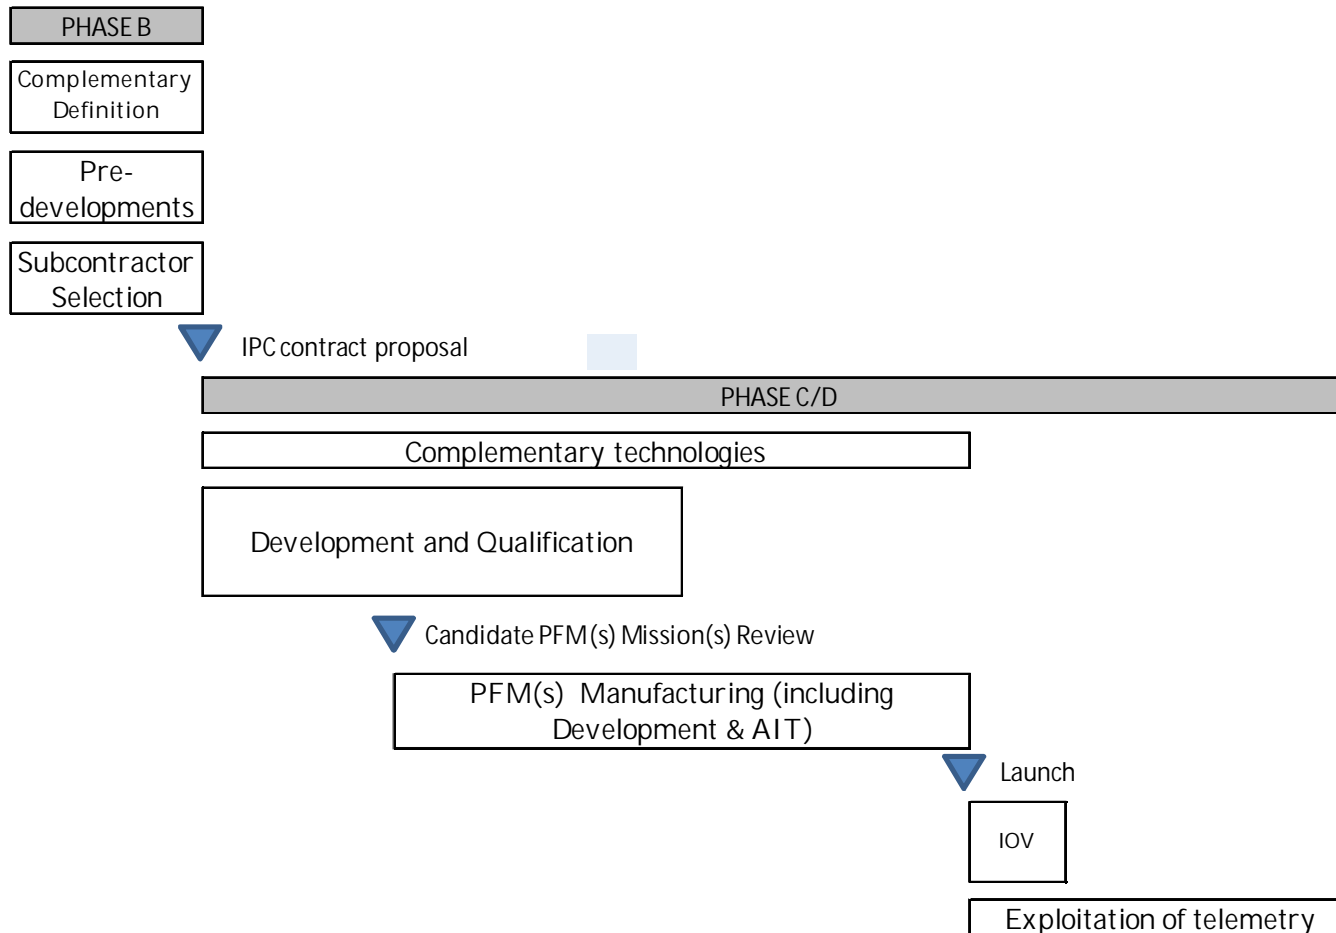 PHASE B
Complementary
Definition
Pre-
developments
Subcontractor
Selection
IPC contract proposal
PHASE C/D
Complementary technologies
Development and Qualification
Candidate PFM(s) Mission(s) Review
PFM(s) Manufacturing (including
Development & AIT)
Launch
IOV
Exploitation of telemetry